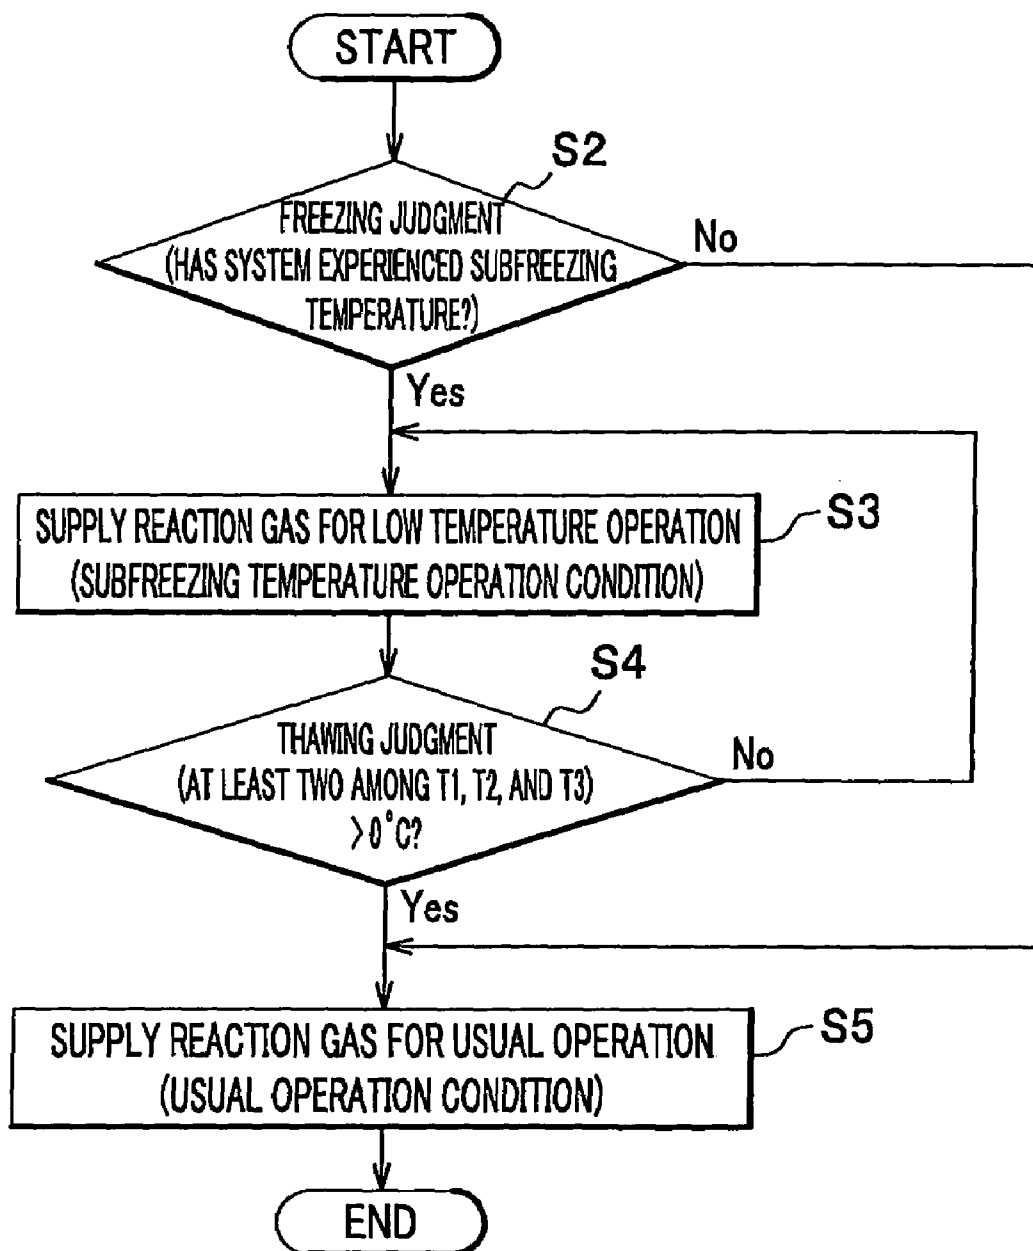 START
S2
FREEZING JUDGMENT
No
(HAS SYSTEM EXPERIENCED SUBFREEZING
TEMPERATURE?)
Yes
SUPPLY REACTION GAS FOR LOW TEMPERATURE OPERATION
S3
(SUBFREEZING TEMPERATURE OPERATION CONDITION)
S4
THAWING JUDGMENT
No
(AT LEAST TWO AMONG T1, T2, AND T3)
>0°C?
Yes
SUPPLY REACTION GAS FOR USUAL OPERATION
S5
(USUAL OPERATION CONDITION)
END